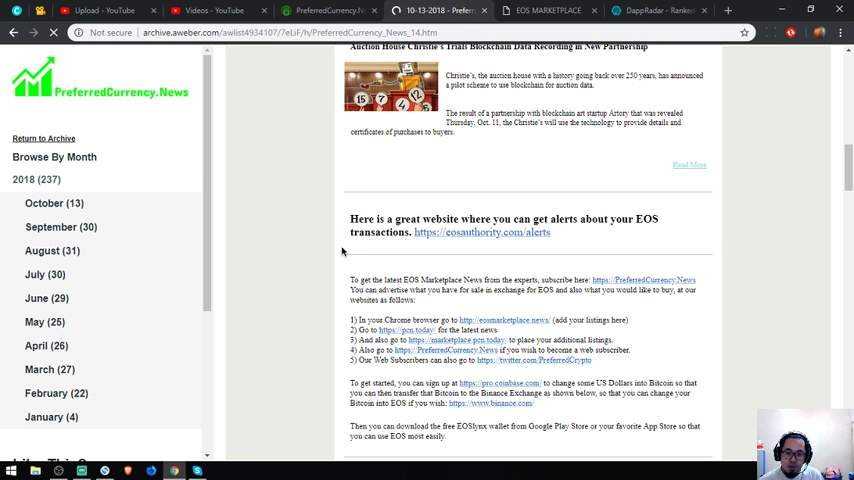 Upload - YouTube
Videos - YouTube
PreferredCurrency.N
10-13-2018 - Prefer
EOS MARKETPLACE
DappRadar - Ranked
Not secure
archive.aweber.com/awlist4934107/7eLiF/h/PreferredCurrency_News_14.htm
PreferredCurrency.News
Return to Archive
Browse By Month
2018 (237)
October (13)
September (30)
August (31)
July (30)
June (29)
May (25)
April (26)
March (27)
February (22)
January (4)
Auction House Christie's Trials Blockchain Data Recording in New Partnership
15 7 4 12
Christie's, the auction house with a history going back over 250 years, has announced
a pilot scheme to use blockchain for auction data.
The result of a partnership with blockchain art startup Artory that was revealed
Thursday, Oct. 11, the Christie's will use the technology to provide details and
certificates of purchases to buyers.
Read More
Here is a great website where you can get alerts about your EOS
transactions. https://eosauthority.com/alerts
To get the latest EOS Marketplace News from the experts, subscribe here: https://PreferredCurrency.News
You can advertise what you have for sale in exchange for EOS and also what you would like to buy, at our
websites as follows:
1) In your Chrome browser go to http://eosmarketplace.news/ (add your listings here)
2) Go to https://pcn.today/ for the latest news
3) And also go to https://marketplace.pcn.today/ to place your additional listings.
4) Also go to https://PreferredCurrency.News if you wish to become a web subscriber.
5) Our Web Subscribers can also go to https://twitter.com/PreferredCrypto
To get started, you can sign up at https://pro.coinbase.com/ to change some US Dollars into Bitcoin so that
you can then transfer that Bitcoin to the Binance Exchange as shown below, so that you can change your
Bitcoin into EOS if you wish: https://www.binance.com/
Then you can download the free EOSlynx wallet from Google Play Store or your favorite App Store so that
you can use EOS most easily.